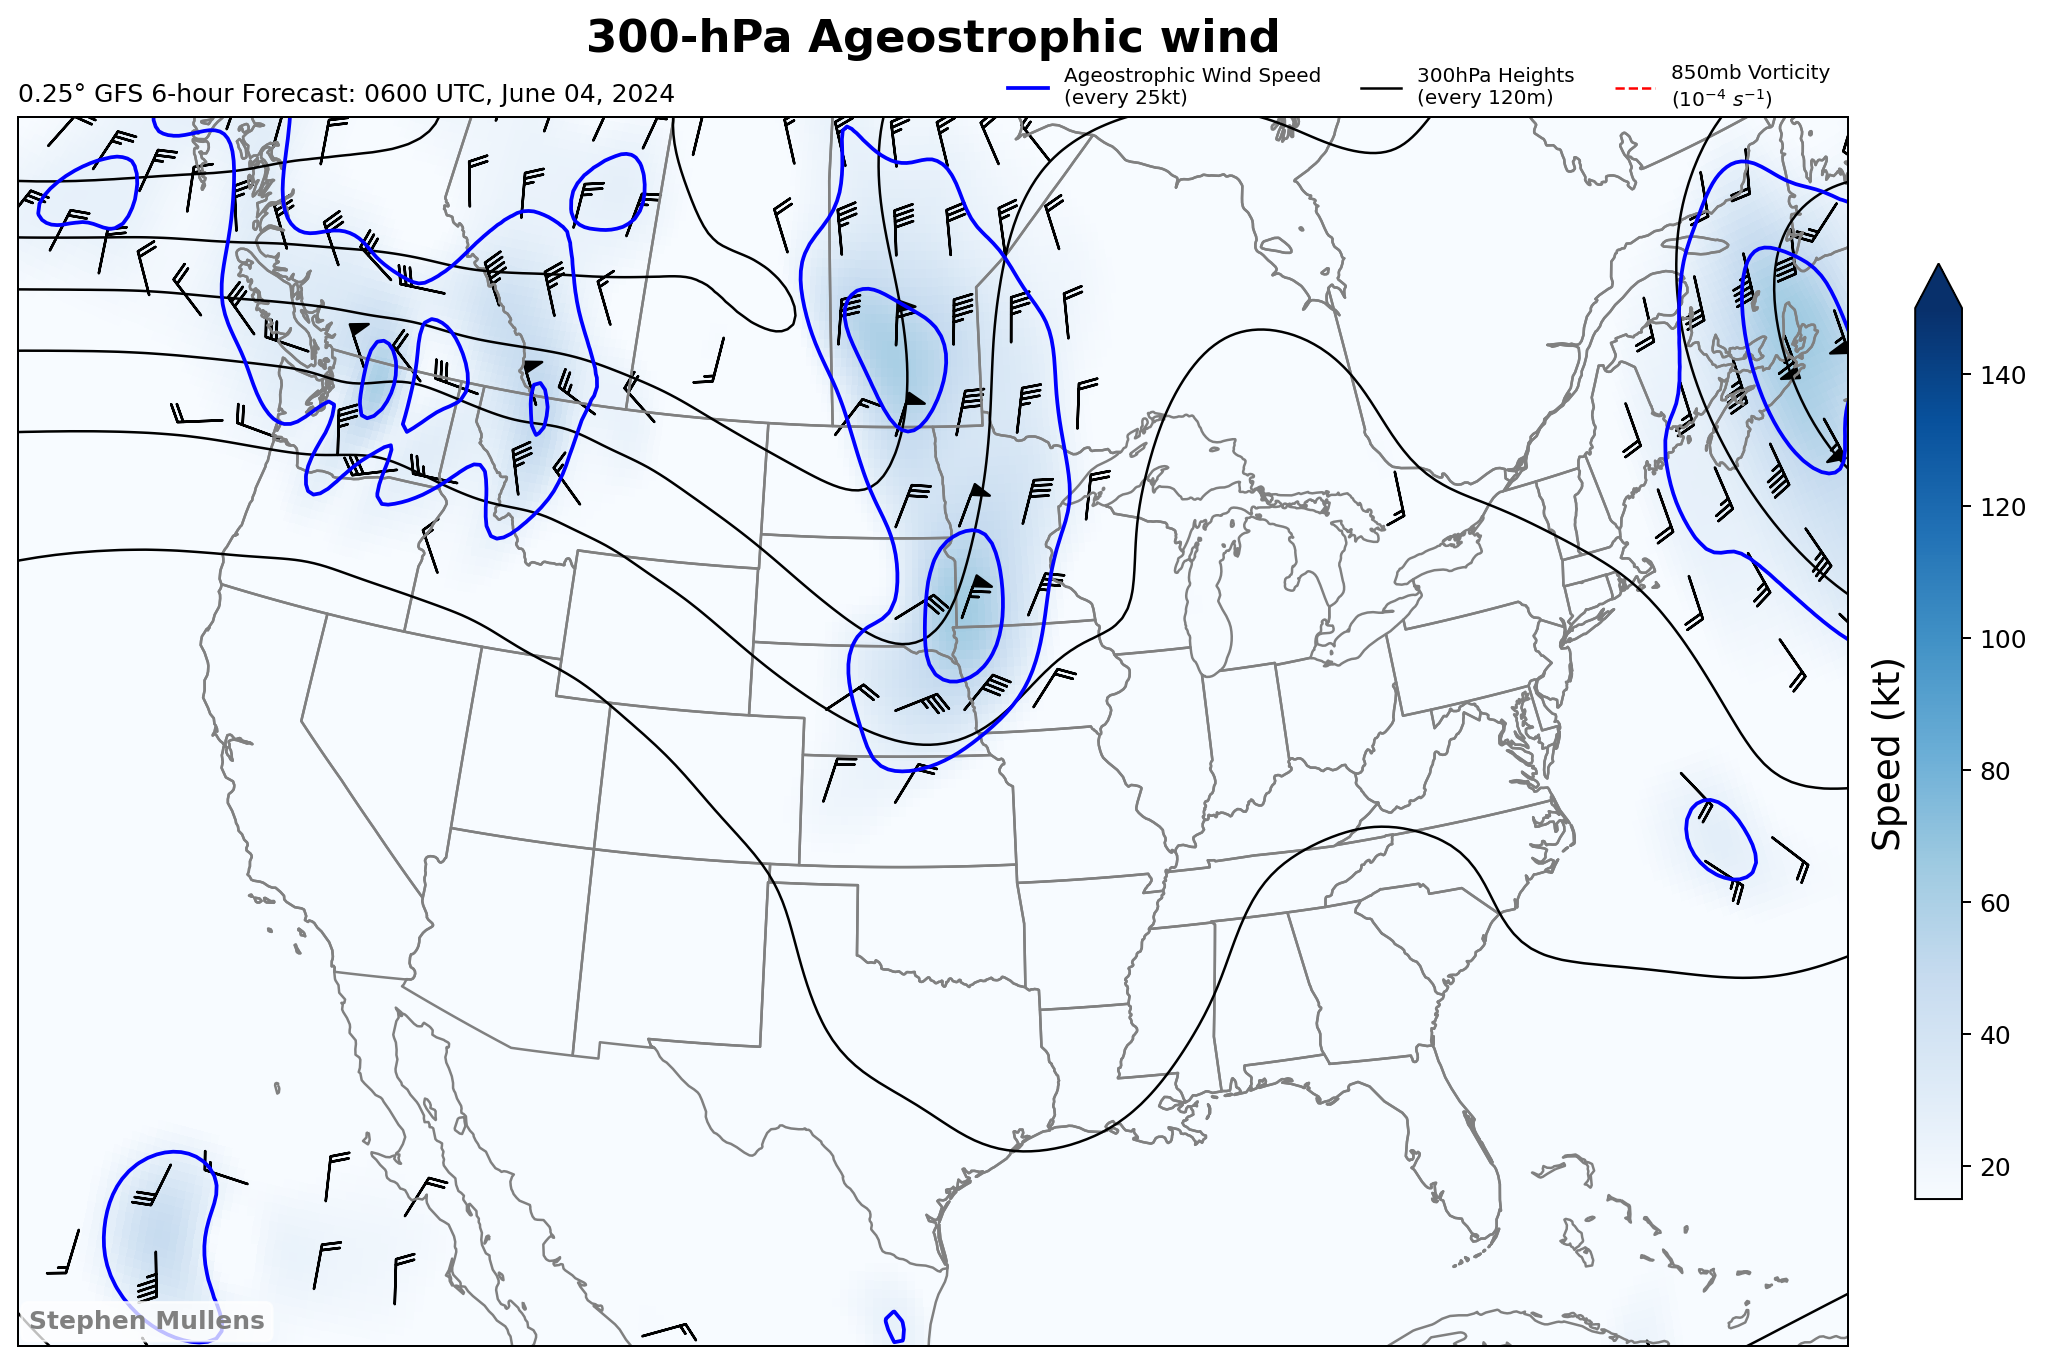 300-hPa Ageostrophic wind
0.25° GFS 6-hour Forecast: 0600 UTC, June 04, 2024
Ageostrophic Wind Speed
(every 25kt)
300hPa Heights
(every 120m)
850mb Vorticity
(10⁻⁴ s⁻¹)
140
120
100
80
60
40
20
Speed (kt)
Stephen Mullens